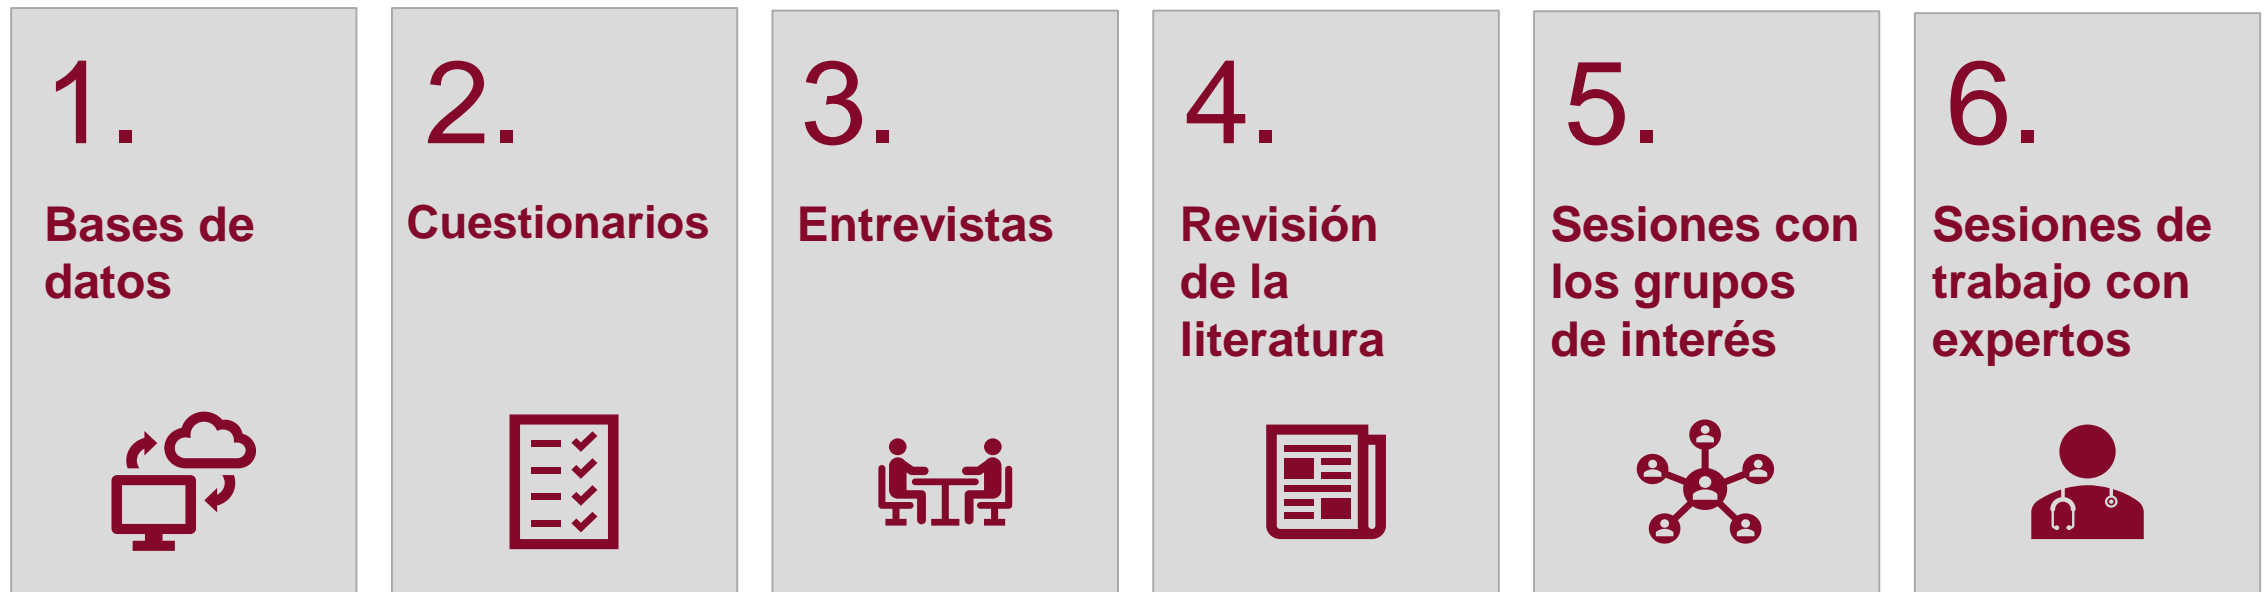 1.
Bases de
datos
2.
Cuestionarios
3.
Entrevistas
4.
Revisión
de la
literatura
5.
Sesiones con
los grupos
de interés
6.
Sesiones de
trabajo con
expertos